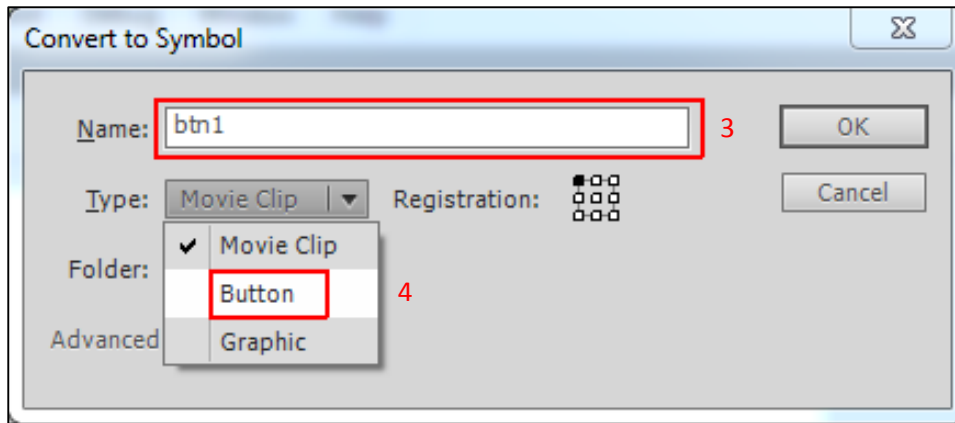 Convert to Symbol
Name: btn1 3 OK
Type: Movie Clip Registration: Cancel
Movie Clip
Folder:
Button 4
Advanced
Graphic